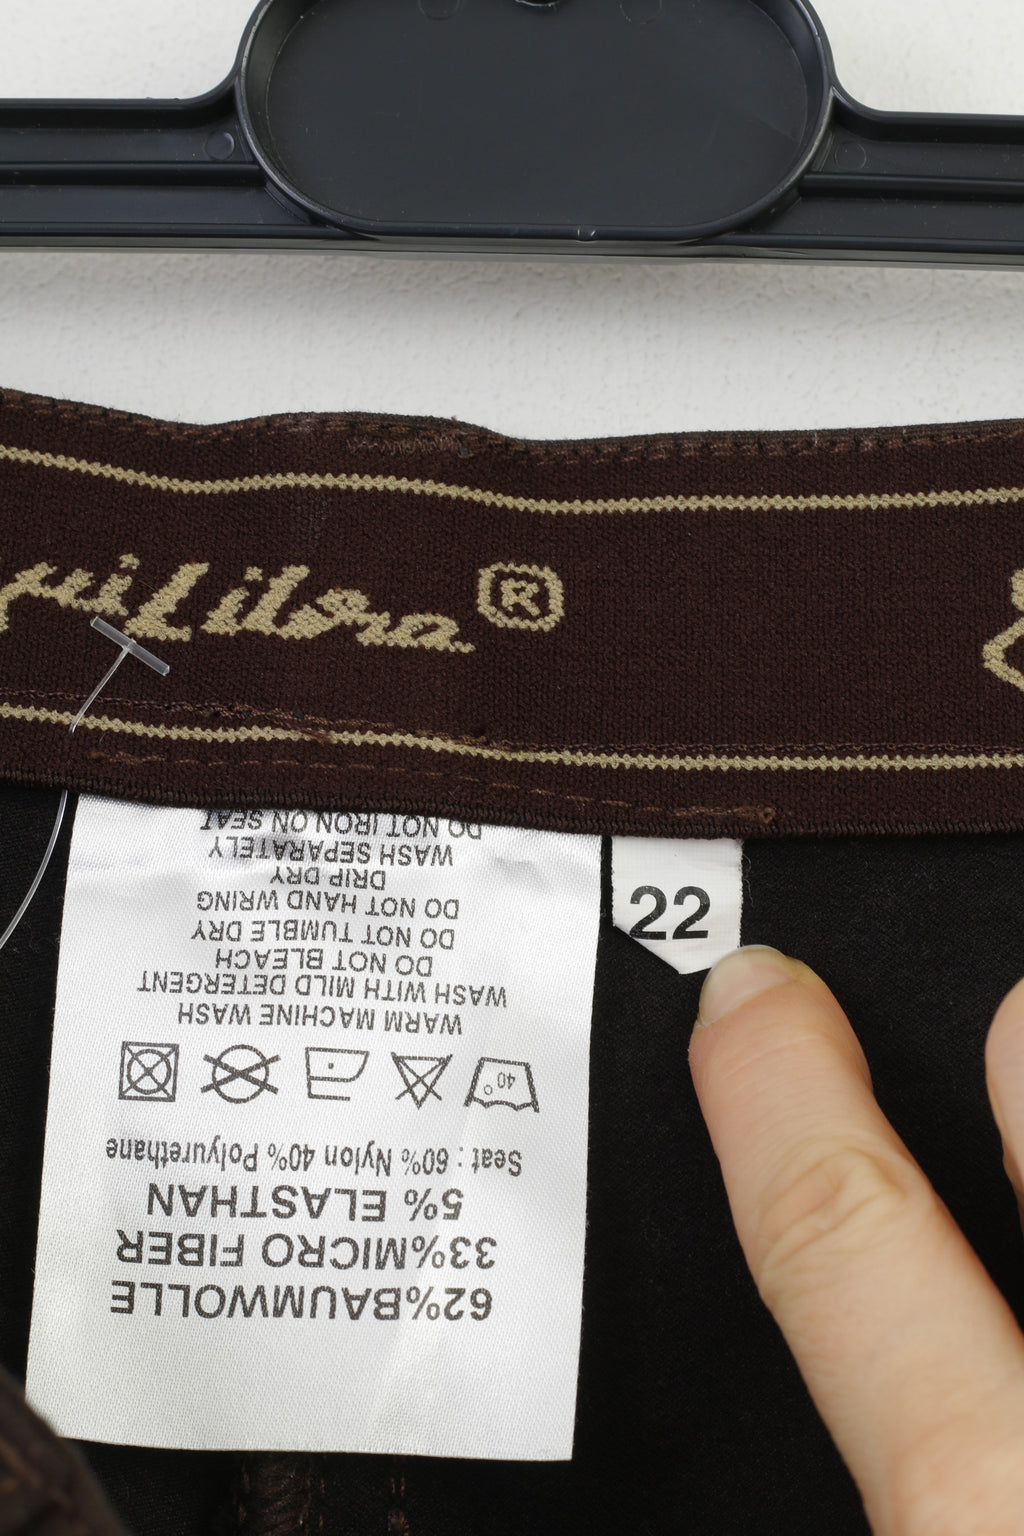 quiLibra ®
22
62%BAUMWOLLE
33%MICRO FIBER
5% ELASTHAN
Seat : 60% Nylon 40% Polyurethane
40°
WARM MACHINE WASH
WASH WITH MILD DETERGENT
DO NOT BLEACH
DO NOT TUMBLE DRY
DO NOT HAND WRING
DRIP DRY
WASH SEPARATELY
DO NOT IRON ON SEAT